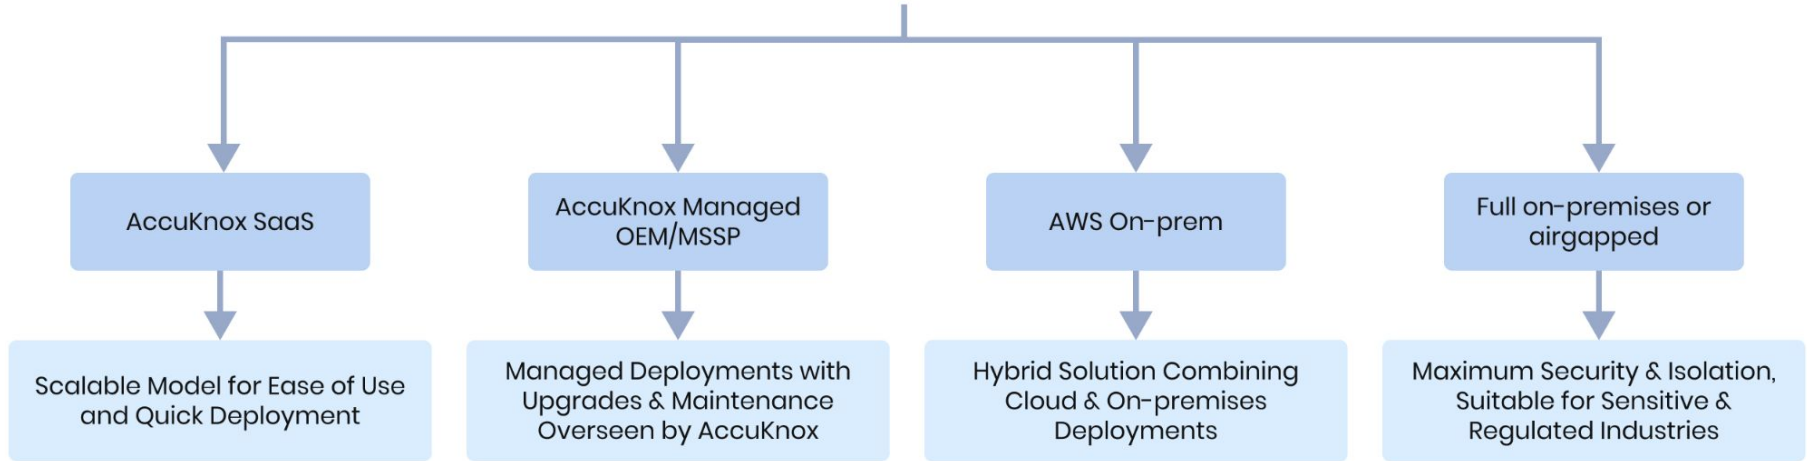 AccuKnox SaaS
AccuKnox Managed
OEM/MSSP
AWS On-prem
Full on-premises or
airgapped
Scalable Model for Ease of Use
and Quick Deployment
Managed Deployments with
Upgrades & Maintenance
Overseen by AccuKnox
Hybrid Solution Combining
Cloud & On-premises
Deployments
Maximum Security & Isolation,
Suitable for Sensitive &
Regulated Industries